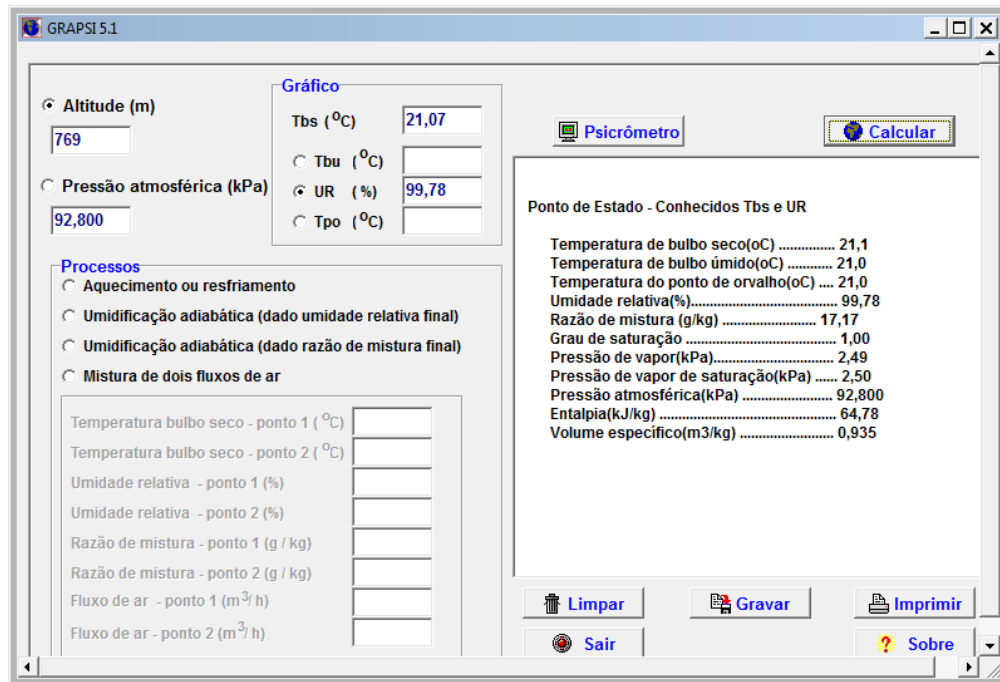 GRAPSI 5.1
Altitude (m)
769
Pressão atmosférica (kPa)
92,800
Gráfico
Tbs (ºC) 21,07
Tbu (ºC)
UR (%) 99,78
Tpo (ºC)
Processos
Aquecimento ou resfriamento
Umidificação adiabática (dado umidade relativa final)
Umidificação adiabática (dado razão de mistura final)
Mistura de dois fluxos de ar
Temperatura bulbo seco - ponto 1 (ºC)
Temperatura bulbo seco - ponto 2 (ºC)
Umidade relativa - ponto 1 (%)
Umidade relativa - ponto 2 (%)
Razão de mistura - ponto 1 (g / kg)
Razão de mistura - ponto 2 (g / kg)
Fluxo de ar - ponto 1 (m³/ h)
Fluxo de ar - ponto 2 (m³/ h)
Psicrômetro
Calcular
Ponto de Estado - Conhecidos Tbs e UR
Temperatura de bulbo seco(oC) ............... 21,1
Temperatura de bulbo úmido(oC) ............ 21,0
Temperatura do ponto de orvalho(oC) .... 21,0
Umidade relativa(%)....................................... 99,78
Razão de mistura (g/kg) ......................... 17,17
Grau de saturação ........................................ 1,00
Pressão de vapor(kPa)................................ 2,49
Pressão de vapor de saturação(kPa) ...... 2,50
Pressão atmosférica(kPa) ......................... 92,800
Entalpia(kJ/kg) ............................................... 64,78
Volume específico(m3/kg) ......................... 0,935
Limpar
Gravar
Imprimir
Sair
? Sobre